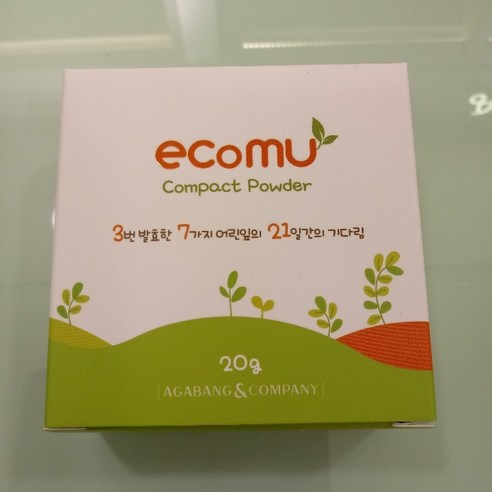 ecomu
Compact Powder
3번 발효한 7가지 어린잎의 21일간의 기다림
20g
AGABANG&COMPANY